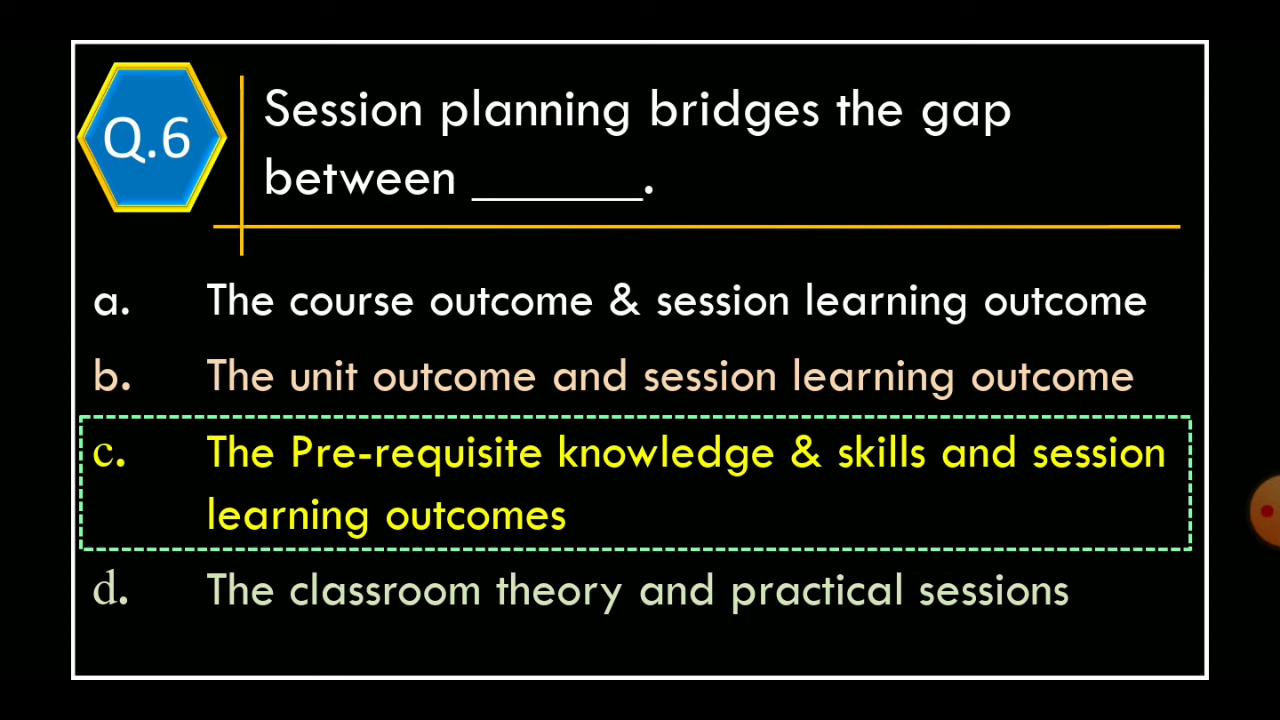 Q.6
Session planning bridges the gap
between _______.
a. The course outcome & session learning outcome
b. The unit outcome and session learning outcome
c. The Pre-requisite knowledge & skills and session
learning outcomes
d. The classroom theory and practical sessions